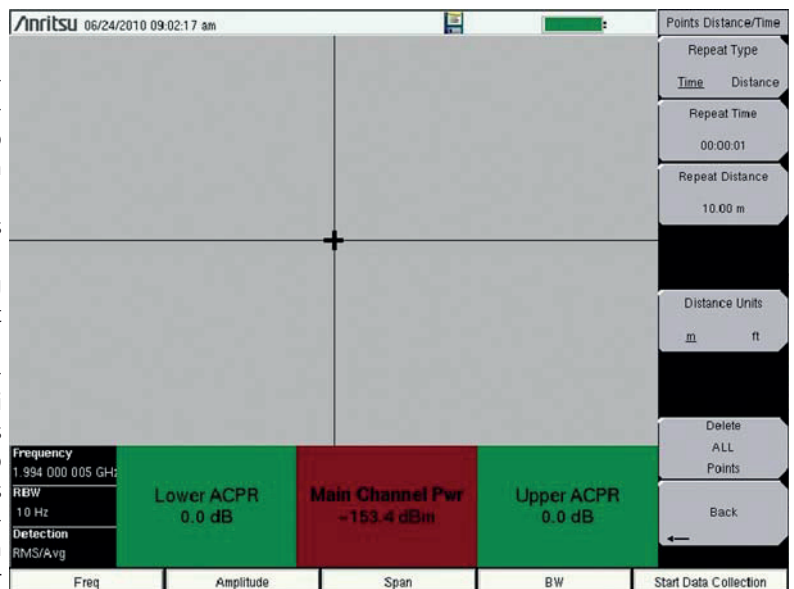 Anritsu 06/24/2010 09:02:17 am
Points Distance/Time
Repeat Type
Time Distance
Repeat Time
00:00:01
Repeat Distance
10.00 m
Distance Units
m ft
Delete
ALL
Points
Back
Frequency
1.994 000 005 GHz
RBW
10 Hz
Detection
RMS/Avg
Lower ACPR
0.0 dB
Main Channel Pwr
-153.4 dBm
Upper ACPR
0.0 dB
Freq Amplitude Span BW Start Data Collection